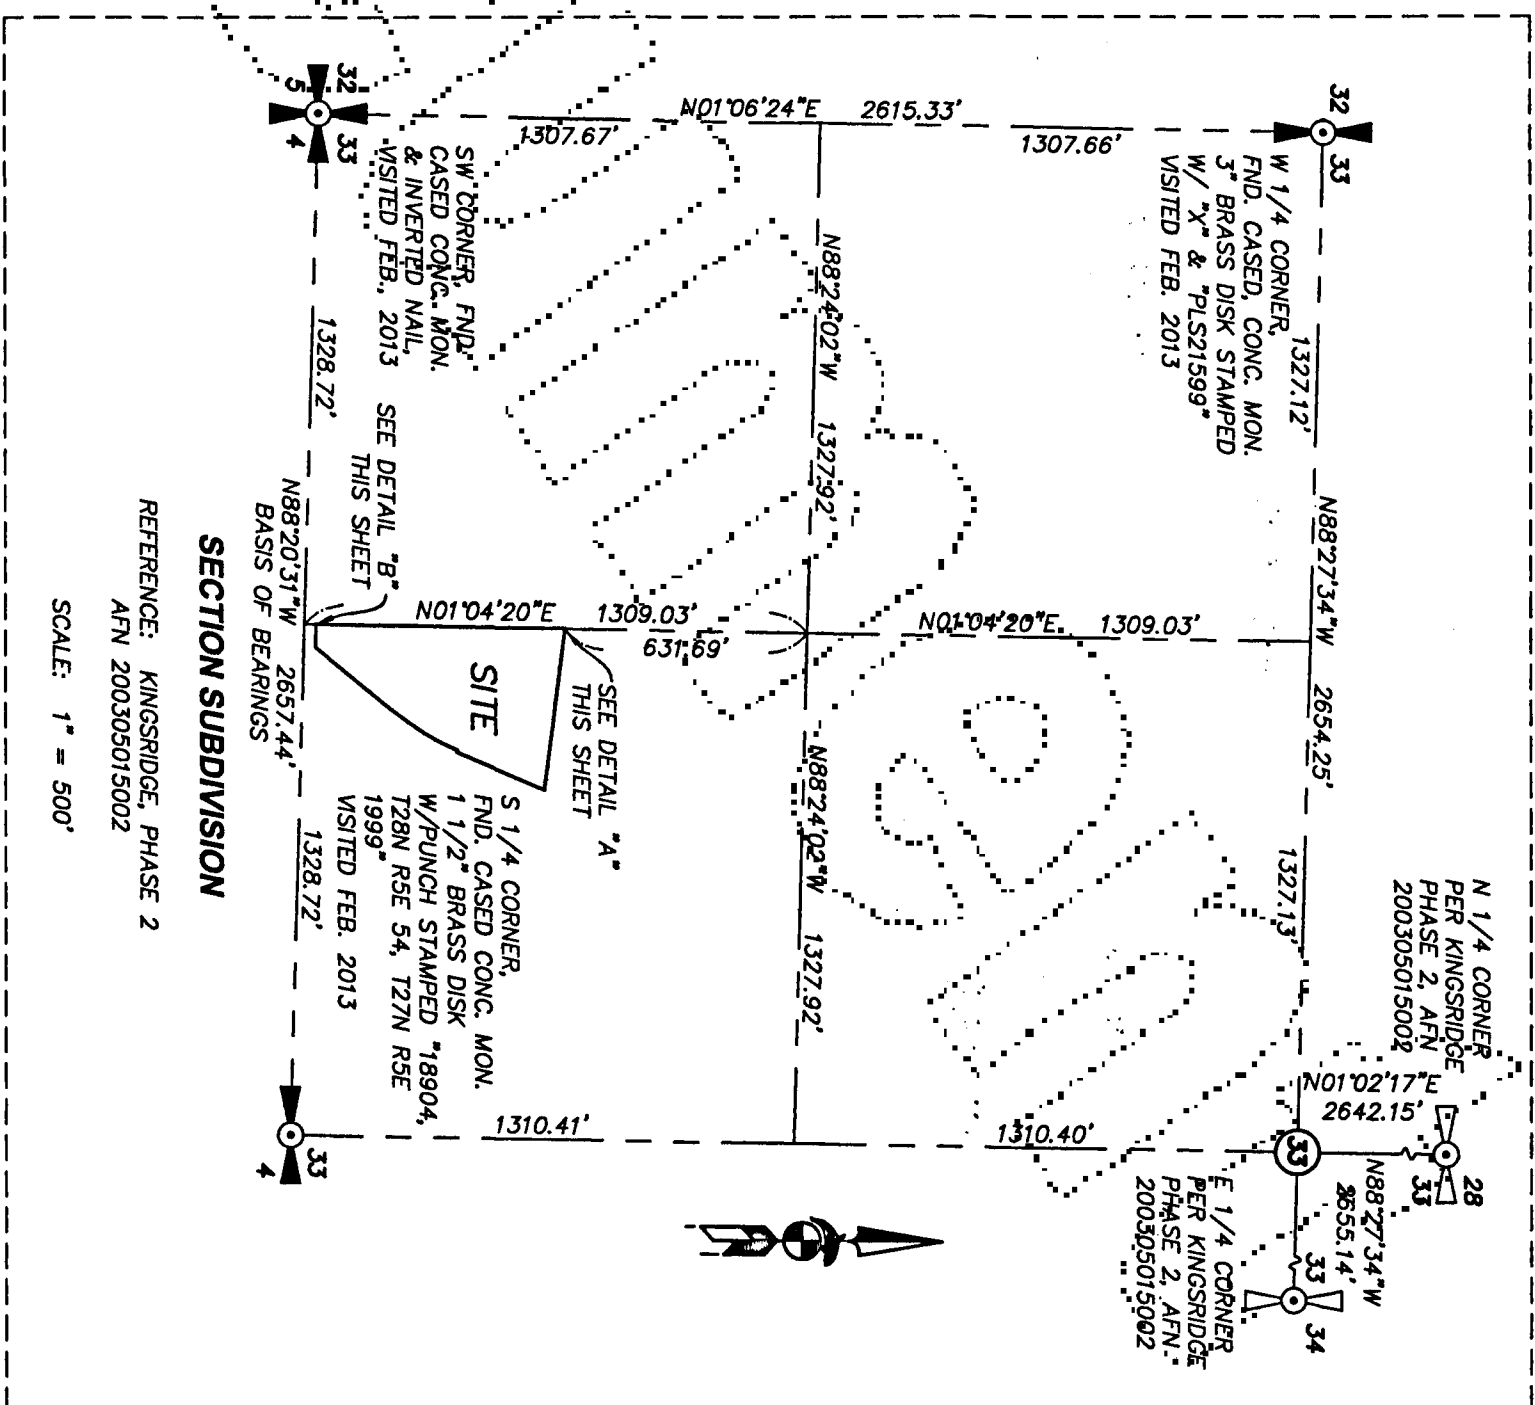 32
33
W 1/4 CORNER,
FND. CASED, CONC. MON.
3" BRASS DISK STAMPED
W/ "X" & "PLS21599"
VISITED FEB. 2013
1327.12'
N88°27'34"W 2654.25'
1327.13'
N 1/4 CORNER
PER KINGSRIDGE
PHASE 2, AFN
200305015002
N01°02'17"E
2642.15'
28
33
33
N88°27'34"W
2655.14'
33
34
E 1/4 CORNER
PER KINGSRIDGE
PHASE 2, AFN.
200305015002
N01°06'24"E 2615.33'
1307.66'
1307.67'
N88°24'02"W 1327.92'
N88°24'02"W 1327.92'
N01°04'20"E 1309.03'
N01°04'20"E 1309.03'
631.69'
1310.40'
1310.41'
SEE DETAIL "A"
THIS SHEET
SITE
SW CORNER, FND.
CASED CONC. MON.
& INVERTED NAIL,
VISITED FEB., 2013
SEE DETAIL "B"
THIS SHEET
S 1/4 CORNER,
FND. CASED CONC. MON.
1 1/2" BRASS DISK
W/PUNCH STAMPED "18904,
T28N R5E 54, T27N R5E
1999"
VISITED FEB. 2013
32
33
5
4
1328.72'
N88°20'31"W 2657.44'
BASIS OF BEARINGS
1328.72'
33
4
SECTION SUBDIVISION
REFERENCE: KINGSRIDGE, PHASE 2
AFN 200305015002
SCALE: 1" = 500'